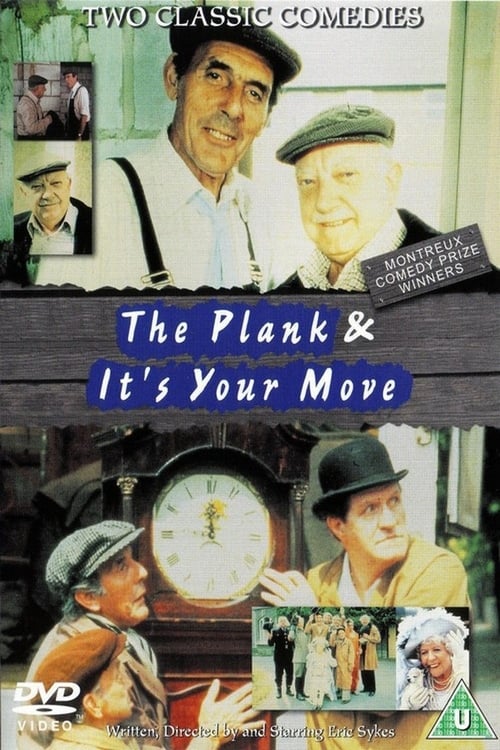 TWO CLASSIC COMEDIES
MONTREUX
COMEDY PRIZE
WINNERS
The Plank &
It's Your Move
DVD
VIDEO™
Written, Directed by and Starring Eric Sykes
U